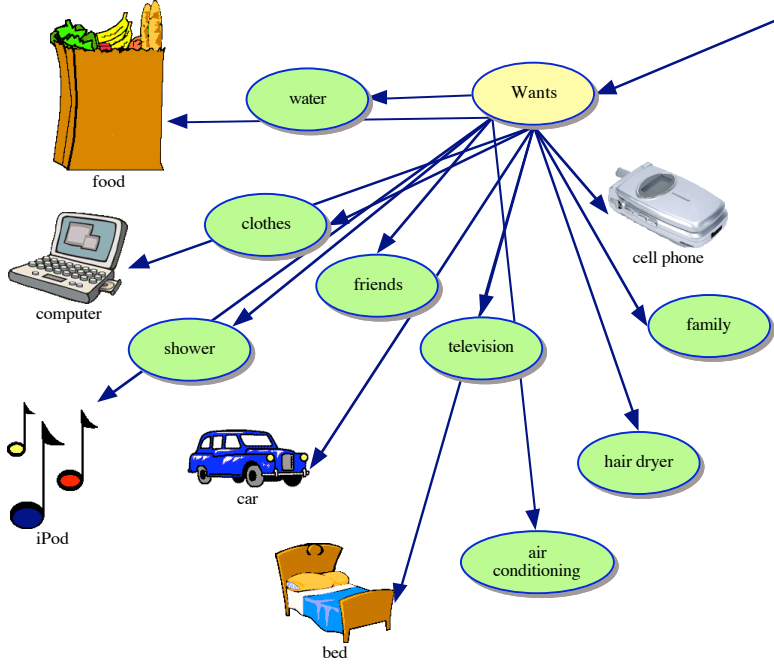 Wants
water
food
clothes
cell phone
friends
computer
family
shower
television
hair dryer
car
iPod
air
conditioning
bed